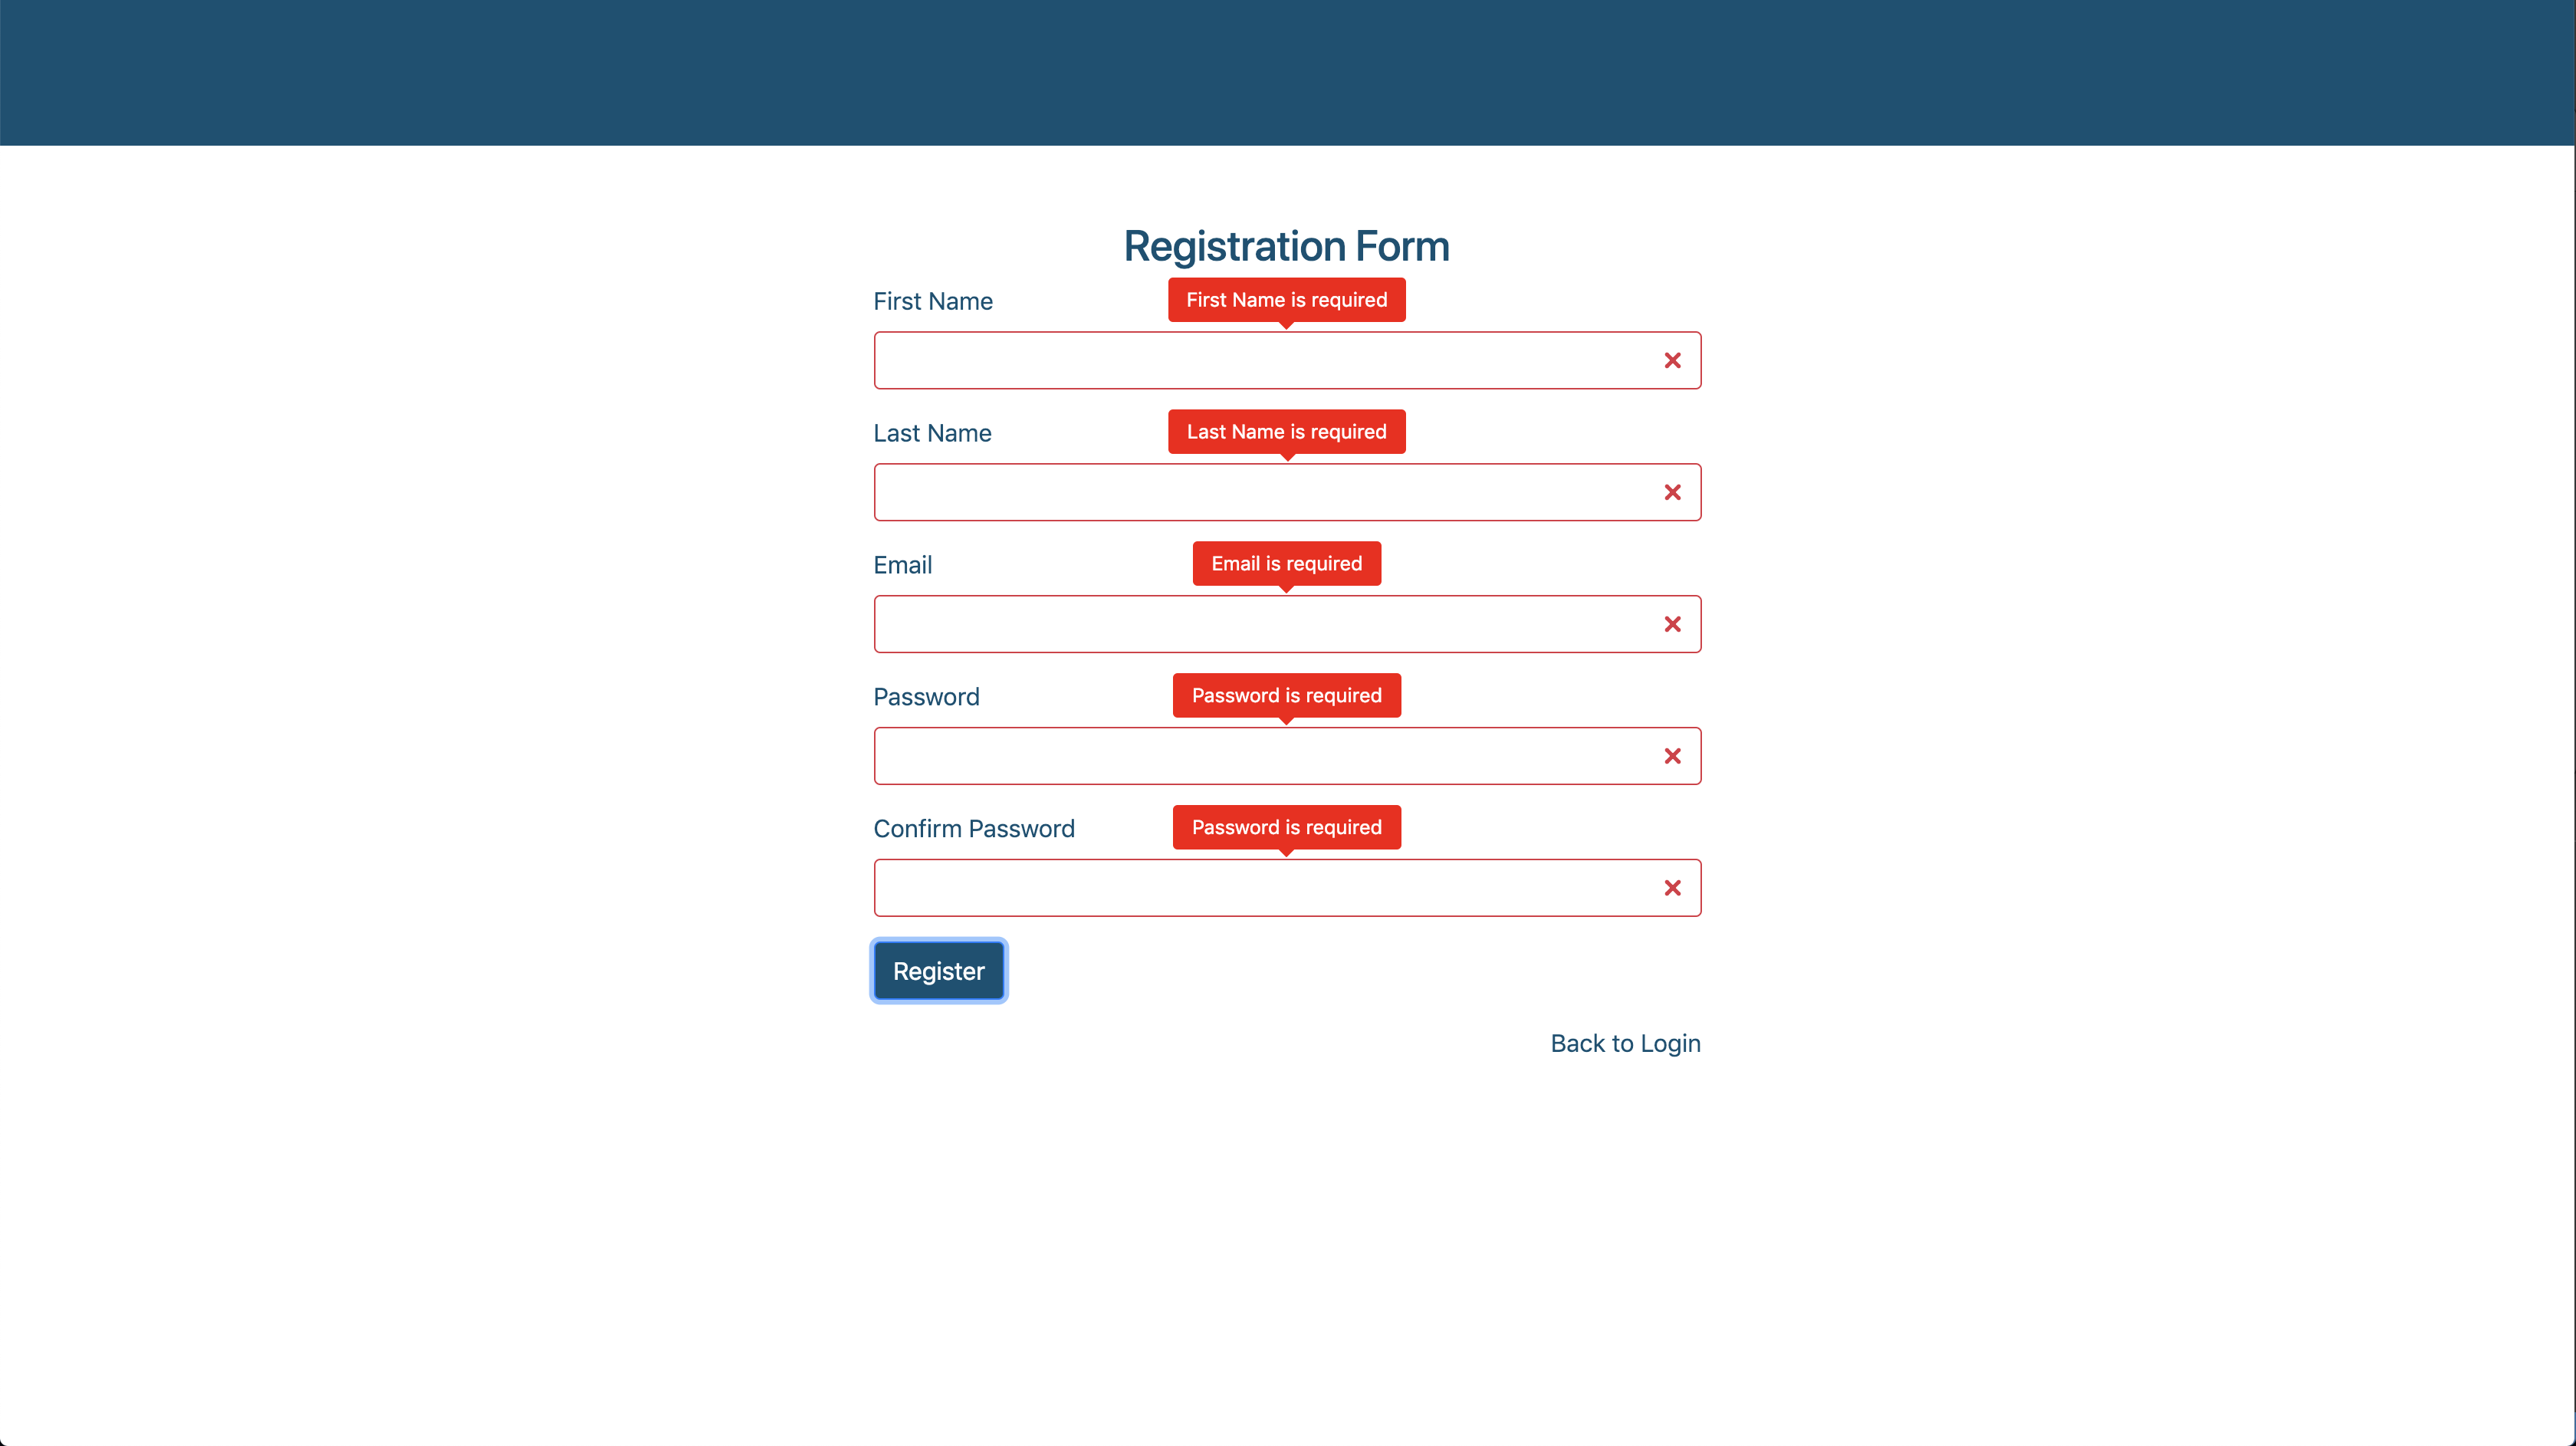 Registration Form
First Name
First Name is required
Last Name
Last Name is required
Email
Email is required
Password
Password is required
Confirm Password
Password is required
Register
Back to Login